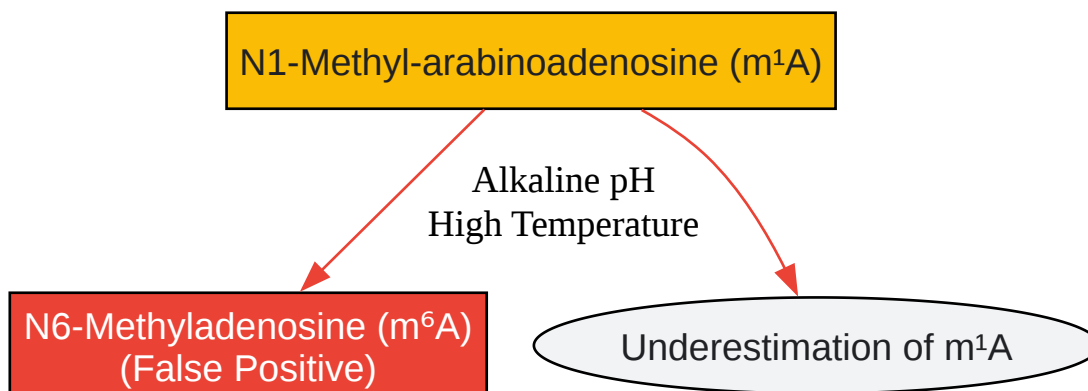 N1-Methyl-arabinoadenosine (m¹A)
Alkaline pH
High Temperature
N6-Methyladenosine (m⁶A)
(False Positive)
Underestimation of m¹A